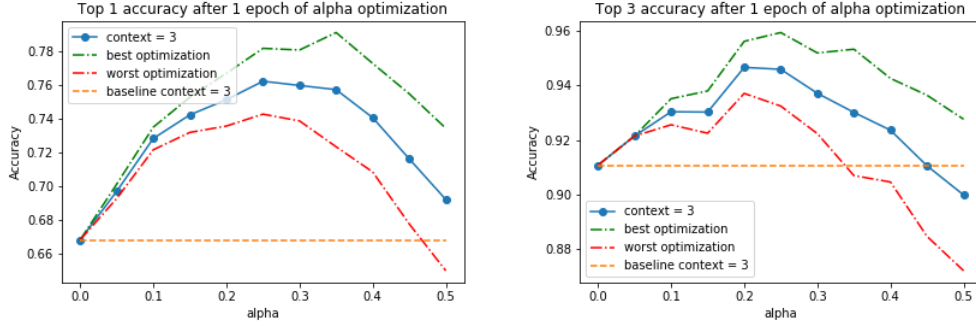 Top 1 accuracy after 1 epoch of alpha optimization
Accuracy
0.78
0.76
0.74
0.72
0.70
0.68
0.66
context = 3
best optimization
worst optimization
baseline context = 3
0.0 0.1 0.2 0.3 0.4 0.5
alpha
Top 3 accuracy after 1 epoch of alpha optimization
Accuracy
0.96
0.94
0.92
0.90
0.88
context = 3
best optimization
worst optimization
baseline context = 3
0.0 0.1 0.2 0.3 0.4 0.5
alpha